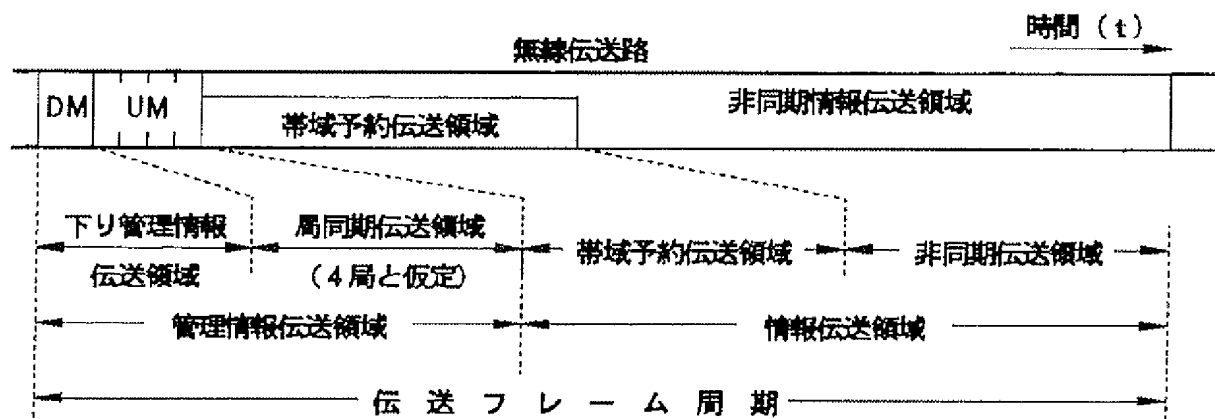 時間（t）
無線伝送路
DM
UM
帯域予約伝送領域
非同期情報伝送領域
下り管理情報
伝送領域
局同期伝送領域
（4局と仮定）
帯域予約伝送領域
非同期伝送領域
管理情報伝送領域
情報伝送領域
伝送フレーム周期